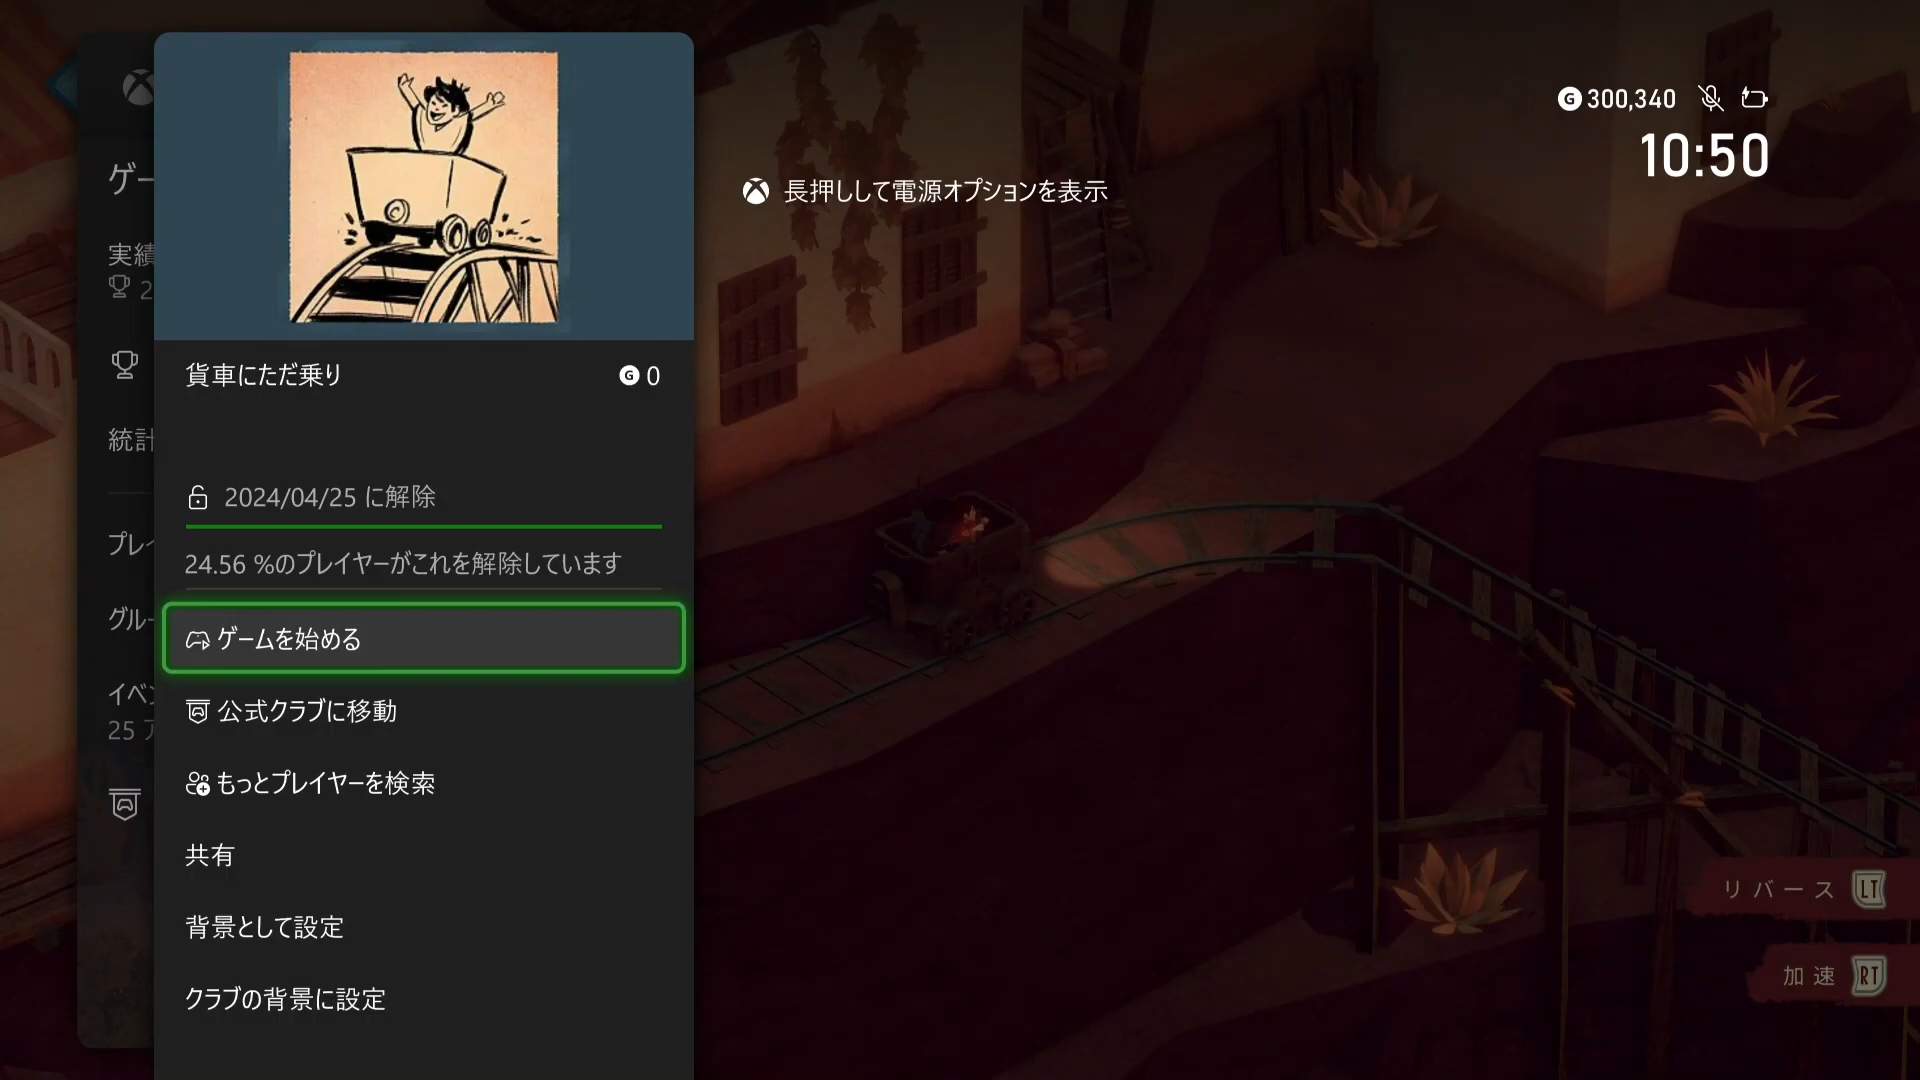 300,340
10:50
長押しして電源オプションを表示
ゲー
実績
2
統計
プレイ
グルー
イベン
25 ア
貨車にただ乗り
G 0
2024/04/25 に解除
24.56 %のプレイヤーがこれを解除しています
ゲームを始める
公式クラブに移動
もっとプレイヤーを検索
共有
背景として設定
クラブの背景に設定
リバース LT
加速 RT